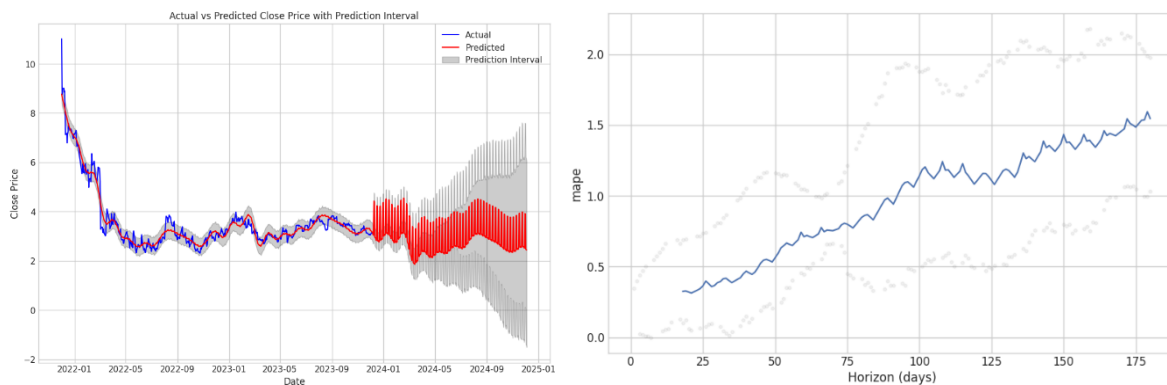 Actual vs Predicted Close Price with Prediction Interval
Actual
Predicted
Prediction Interval
Close Price
10
8
6
4
2
0
−2
2022-01 2022-05 2022-09 2023-01 2023-05 2023-09 2024-01 2024-05 2024-09 2025-01
Date
mape
2.0
1.5
1.0
0.5
0.0
0 25 50 75 100 125 150 175
Horizon (days)